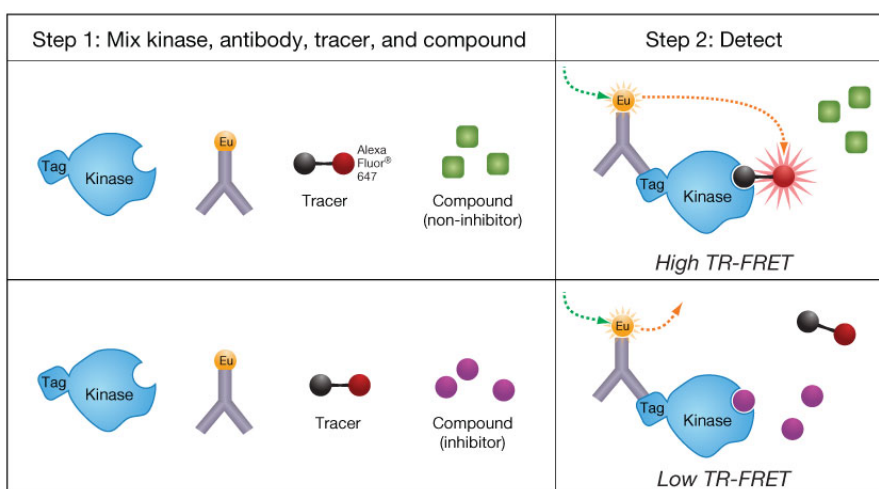 Step 1: Mix kinase, antibody, tracer, and compound
Step 2: Detect
Tag
Kinase
Eu
Alexa
Fluor®
647
Tracer
Compound
(non-inhibitor)
Eu
Tag
Kinase
High TR-FRET
Tag
Kinase
Eu
Tracer
Compound
(inhibitor)
Eu
Tag
Kinase
Low TR-FRET